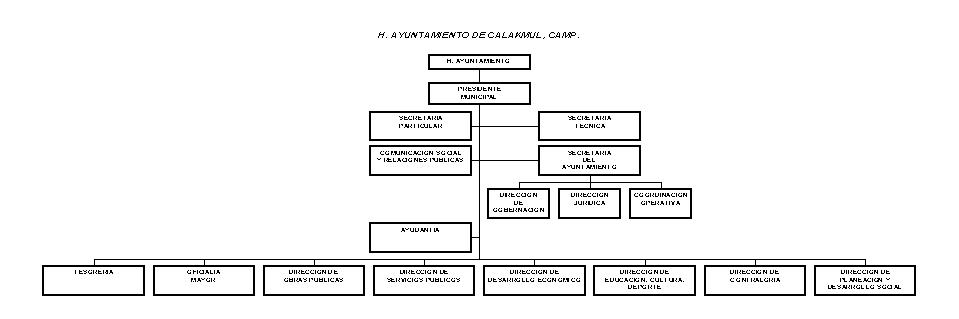 H. AYUNTAMIENTO DE CALAKMUL, CAMP.
H. AYUNTAMIENTO
PRESIDENTE
MUNICIPAL
SECRETARIA
PARTICULAR
SECRETARIA
TECNICA
COMUNICACION SOCIAL
Y RELACIONES PUBLICAS
SECRETARIA
DEL
AYUNTAMIENTO
DIRECCION
DE
GOBERNACION
DIRECCION
JURIDICA
COORDINACION
OPERATIVA
AYUDANTIA
TESORERIA
OFICIALIA
MAYOR
DIRECCION DE
OBRAS PUBLICAS
DIRECCION DE
SERVICIOS PUBLICOS
DIRECCION DE
DESARROLLO ECONOMICO
DIRECCION DE
EDUCACION, CULTURA,
DEPORTE
DIRECCION DE
CONTRALORIA
DIRECCION DE
PLANEACION Y
DESARROLLO SOCIAL